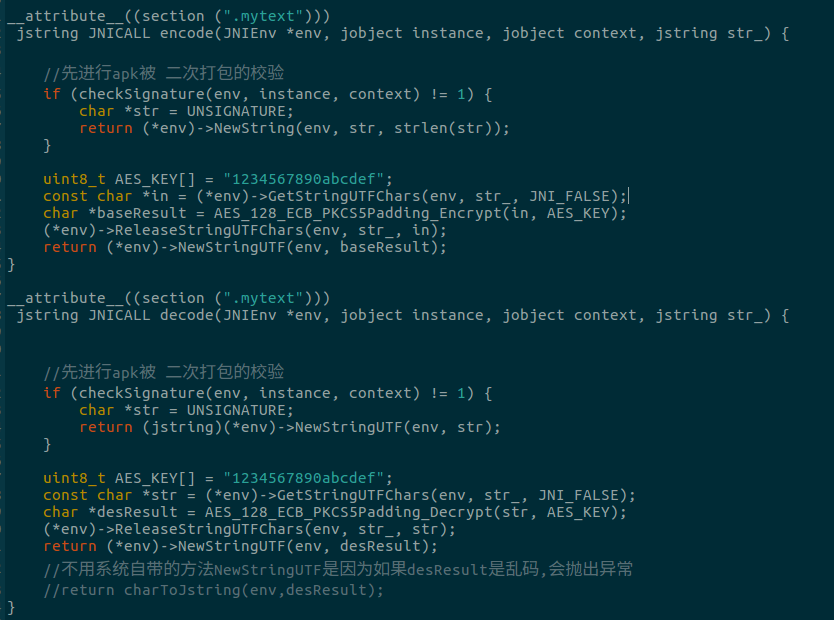 __attribute__((section (".mytext")))
 jstring JNICALL encode(JNIEnv *env, jobject instance, jobject context, jstring str_) {
    //先进行apk被 二次打包的校验
    if (checkSignature(env, instance, context) != 1) {
        char *str = UNSIGNATURE;
        return (*env)->NewString(env, str, strlen(str));
    }
    uint8_t AES_KEY[] = "1234567890abcdef";
    const char *in = (*env)->GetStringUTFChars(env, str_, JNI_FALSE);
    char *baseResult = AES_128_ECB_PKCS5Padding_Encrypt(in, AES_KEY);
    (*env)->ReleaseStringUTFChars(env, str_, in);
    return (*env)->NewStringUTF(env, baseResult);
}
__attribute__((section (".mytext")))
 jstring JNICALL decode(JNIEnv *env, jobject instance, jobject context, jstring str_) {
    //先进行apk被 二次打包的校验
    if (checkSignature(env, instance, context) != 1) {
        char *str = UNSIGNATURE;
        return (jstring)(*env)->NewStringUTF(env, str);
    }
    uint8_t AES_KEY[] = "1234567890abcdef";
    const char *str = (*env)->GetStringUTFChars(env, str_, JNI_FALSE);
    char *desResult = AES_128_ECB_PKCS5Padding_Decrypt(str, AES_KEY);
    (*env)->ReleaseStringUTFChars(env, str_, str);
    return (*env)->NewStringUTF(env, desResult);
    //不用系统自带的方法NewStringUTF是因为如果desResult是乱码,会抛出异常
    //return charToJstring(env,desResult);
}